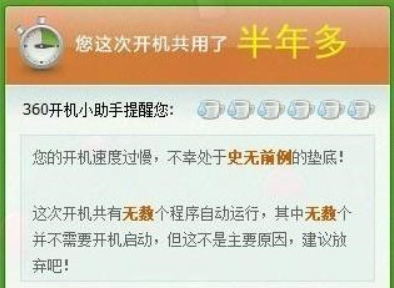 您这次开机共用了 半年多
360开机小助手提醒您:
您的开机速度过慢，不幸处于史无前例的垫底！
这次开机共有无数个程序自动运行，其中无数个
并不需要开机启动，但这不是主要原因，建议放
弃吧！